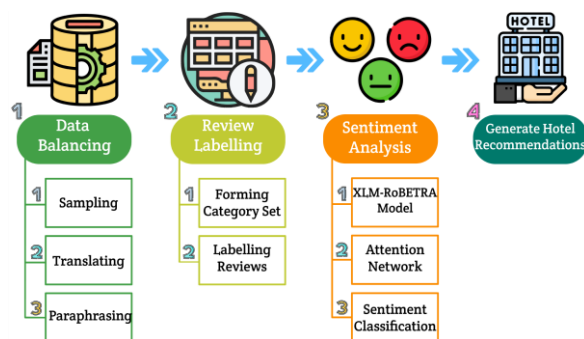 HOTEL
1
Data
Balancing
1
Sampling
2
Translating
3
Paraphrasing
2
Review
Labelling
1
Forming
Category Set
2
Labelling
Reviews
3
Sentiment
Analysis
1
XLM-RoBETRA
Model
2
Attention
Network
3
Sentiment
Classification
4
Generate Hotel
Recommendations